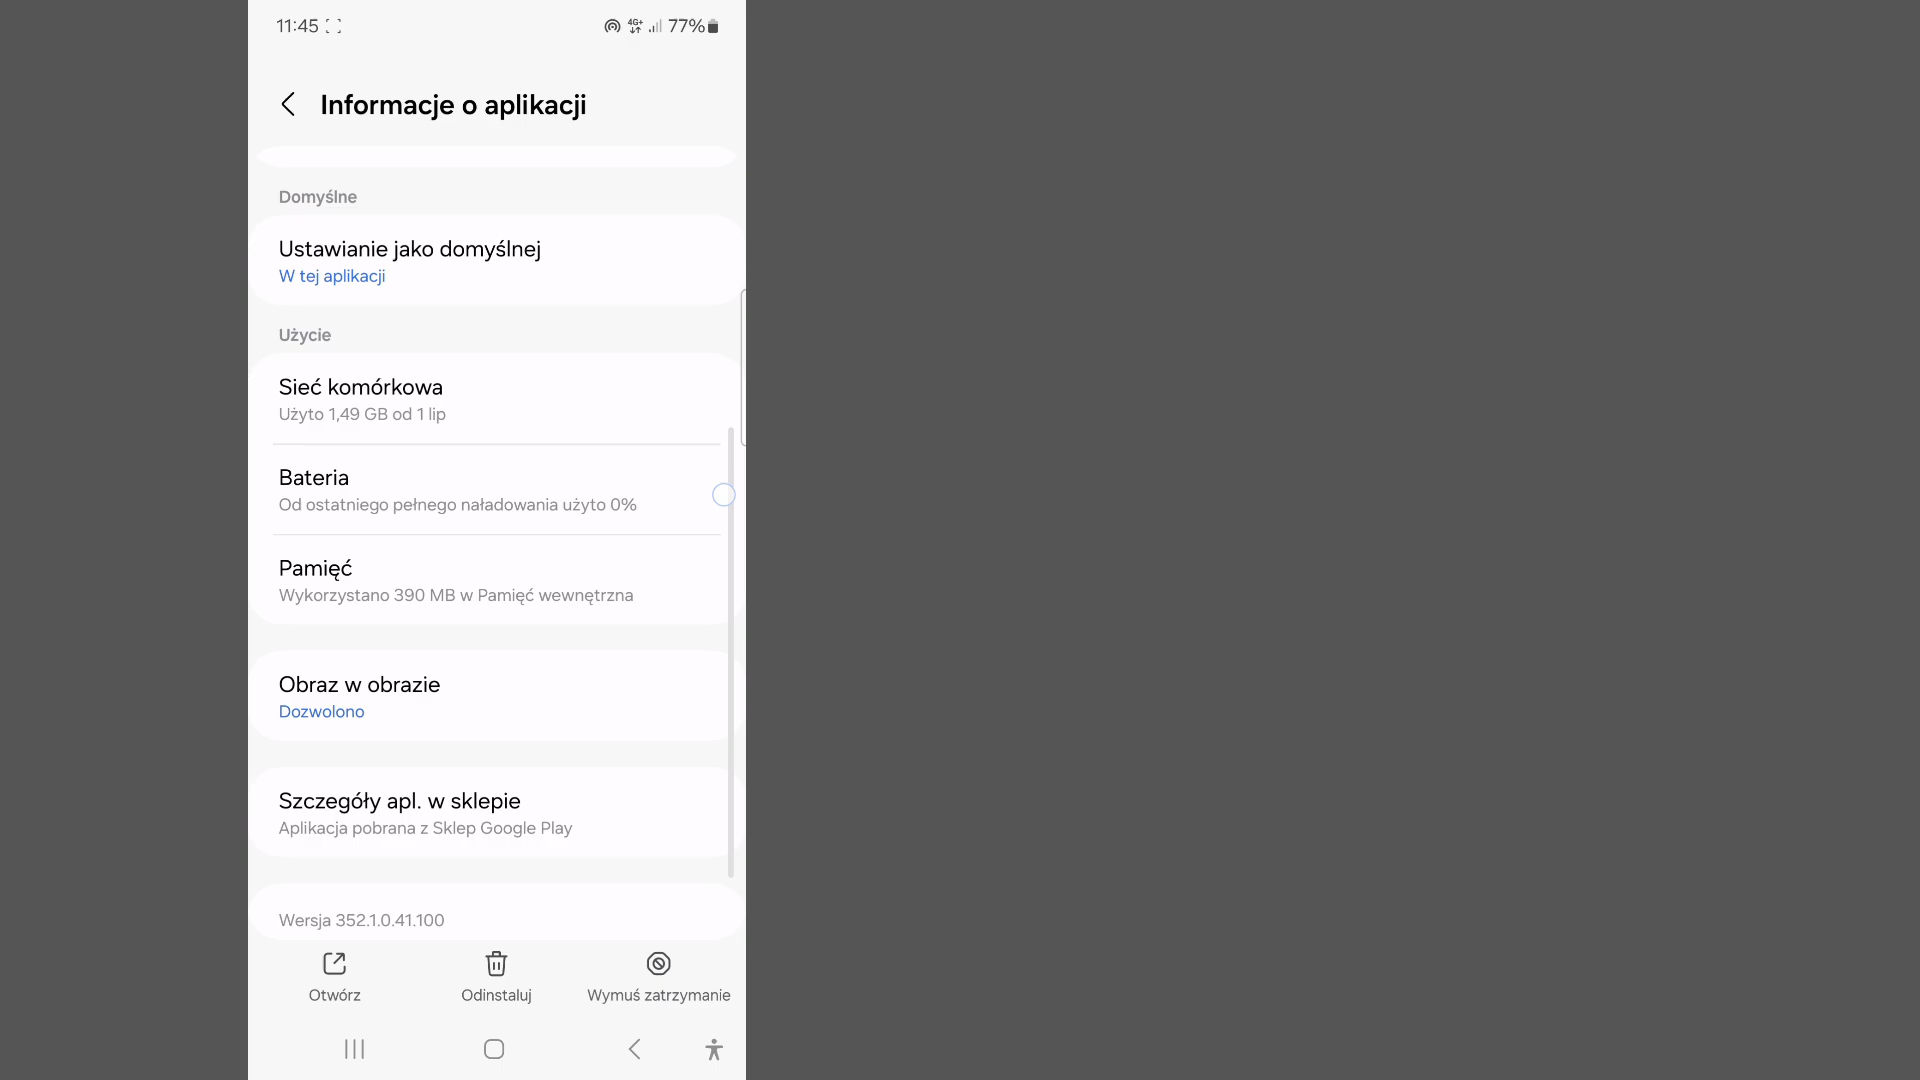 11:45 4G+ 77%
Informacje o aplikacji
Domyślne
Ustawianie jako domyślnej
W tej aplikacji
Użycie
Sieć komórkowa
Użyto 1,49 GB od 1 lip
Bateria
Od ostatniego pełnego naładowania użyto 0%
Pamięć
Wykorzystano 390 MB w Pamięć wewnętrzna
Obraz w obrazie
Dozwolono
Szczegóły apl. w sklepie
Aplikacja pobrana z Sklep Google Play
Wersja 352.1.0.41.100
Otwórz Odinstaluj Wymuś zatrzymanie